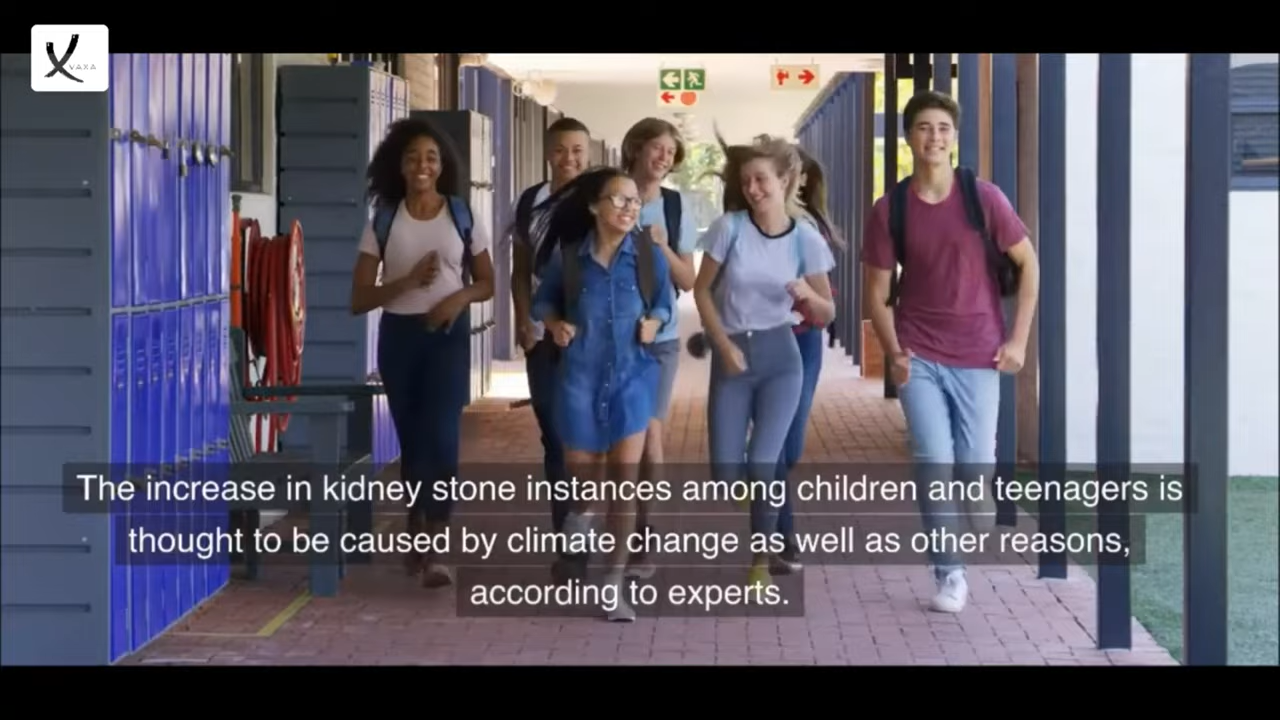 VAXA
The increase in kidney stone instances among children and teenagers is
thought to be caused by climate change as well as other reasons,
according to experts.